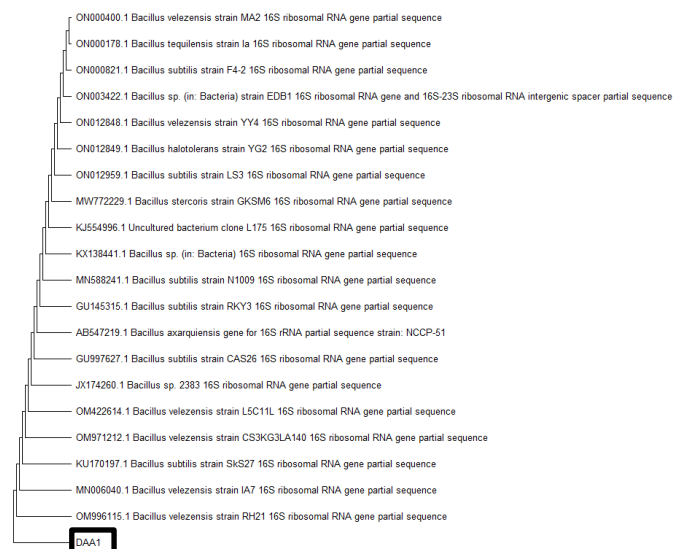 ON000400.1 Bacillus velezensis strain MA2 16S ribosomal RNA gene partial sequence
ON000178.1 Bacillus tequilensis strain Ia 16S ribosomal RNA gene partial sequence
ON000821.1 Bacillus subtilis strain F4-2 16S ribosomal RNA gene partial sequence
ON003422.1 Bacillus sp. (in: Bacteria) strain EDB1 16S ribosomal RNA gene and 16S-23S ribosomal RNA intergenic spacer partial sequence
ON012848.1 Bacillus velezensis strain YY4 16S ribosomal RNA gene partial sequence
ON012849.1 Bacillus halotolerans strain YG2 16S ribosomal RNA gene partial sequence
ON012959.1 Bacillus subtilis strain LS3 16S ribosomal RNA gene partial sequence
MW772229.1 Bacillus stercoris strain GKSM6 16S ribosomal RNA gene partial sequence
KJ554996.1 Uncultured bacterium clone L175 16S ribosomal RNA gene partial sequence
KX138441.1 Bacillus sp. (in: Bacteria) 16S ribosomal RNA gene partial sequence
MN588241.1 Bacillus subtilis strain N1009 16S ribosomal RNA gene partial sequence
GU145315.1 Bacillus subtilis strain RKY3 16S ribosomal RNA gene partial sequence
AB547219.1 Bacillus axarquiensis gene for 16S rRNA partial sequence strain: NCCP-51
GU997627.1 Bacillus subtilis strain CAS26 16S ribosomal RNA gene partial sequence
JX174260.1 Bacillus sp. 2383 16S ribosomal RNA gene partial sequence
OM422614.1 Bacillus velezensis strain L5C11L 16S ribosomal RNA gene partial sequence
OM971212.1 Bacillus velezensis strain CS3KG3LA140 16S ribosomal RNA gene partial sequence
KU170197.1 Bacillus subtilis strain SkS27 16S ribosomal RNA gene partial sequence
MN006040.1 Bacillus velezensis strain IA7 16S ribosomal RNA gene partial sequence
OM996115.1 Bacillus velezensis strain RH21 16S ribosomal RNA gene partial sequence
DAA1